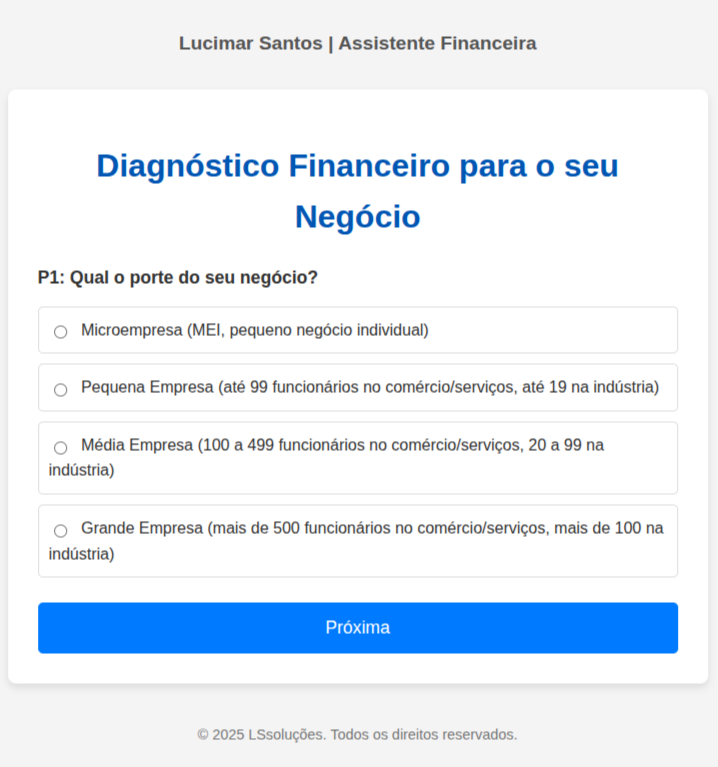 Lucimar Santos | Assistente Financeira
Diagnóstico Financeiro para o seu
Negócio
P1: Qual o porte do seu negócio?
Microempresa (MEI, pequeno negócio individual)
Pequena Empresa (até 99 funcionários no comércio/serviços, até 19 na indústria)
Média Empresa (100 a 499 funcionários no comércio/serviços, 20 a 99 na
indústria)
Grande Empresa (mais de 500 funcionários no comércio/serviços, mais de 100 na
indústria)
Próxima
© 2025 LSsoluções. Todos os direitos reservados.